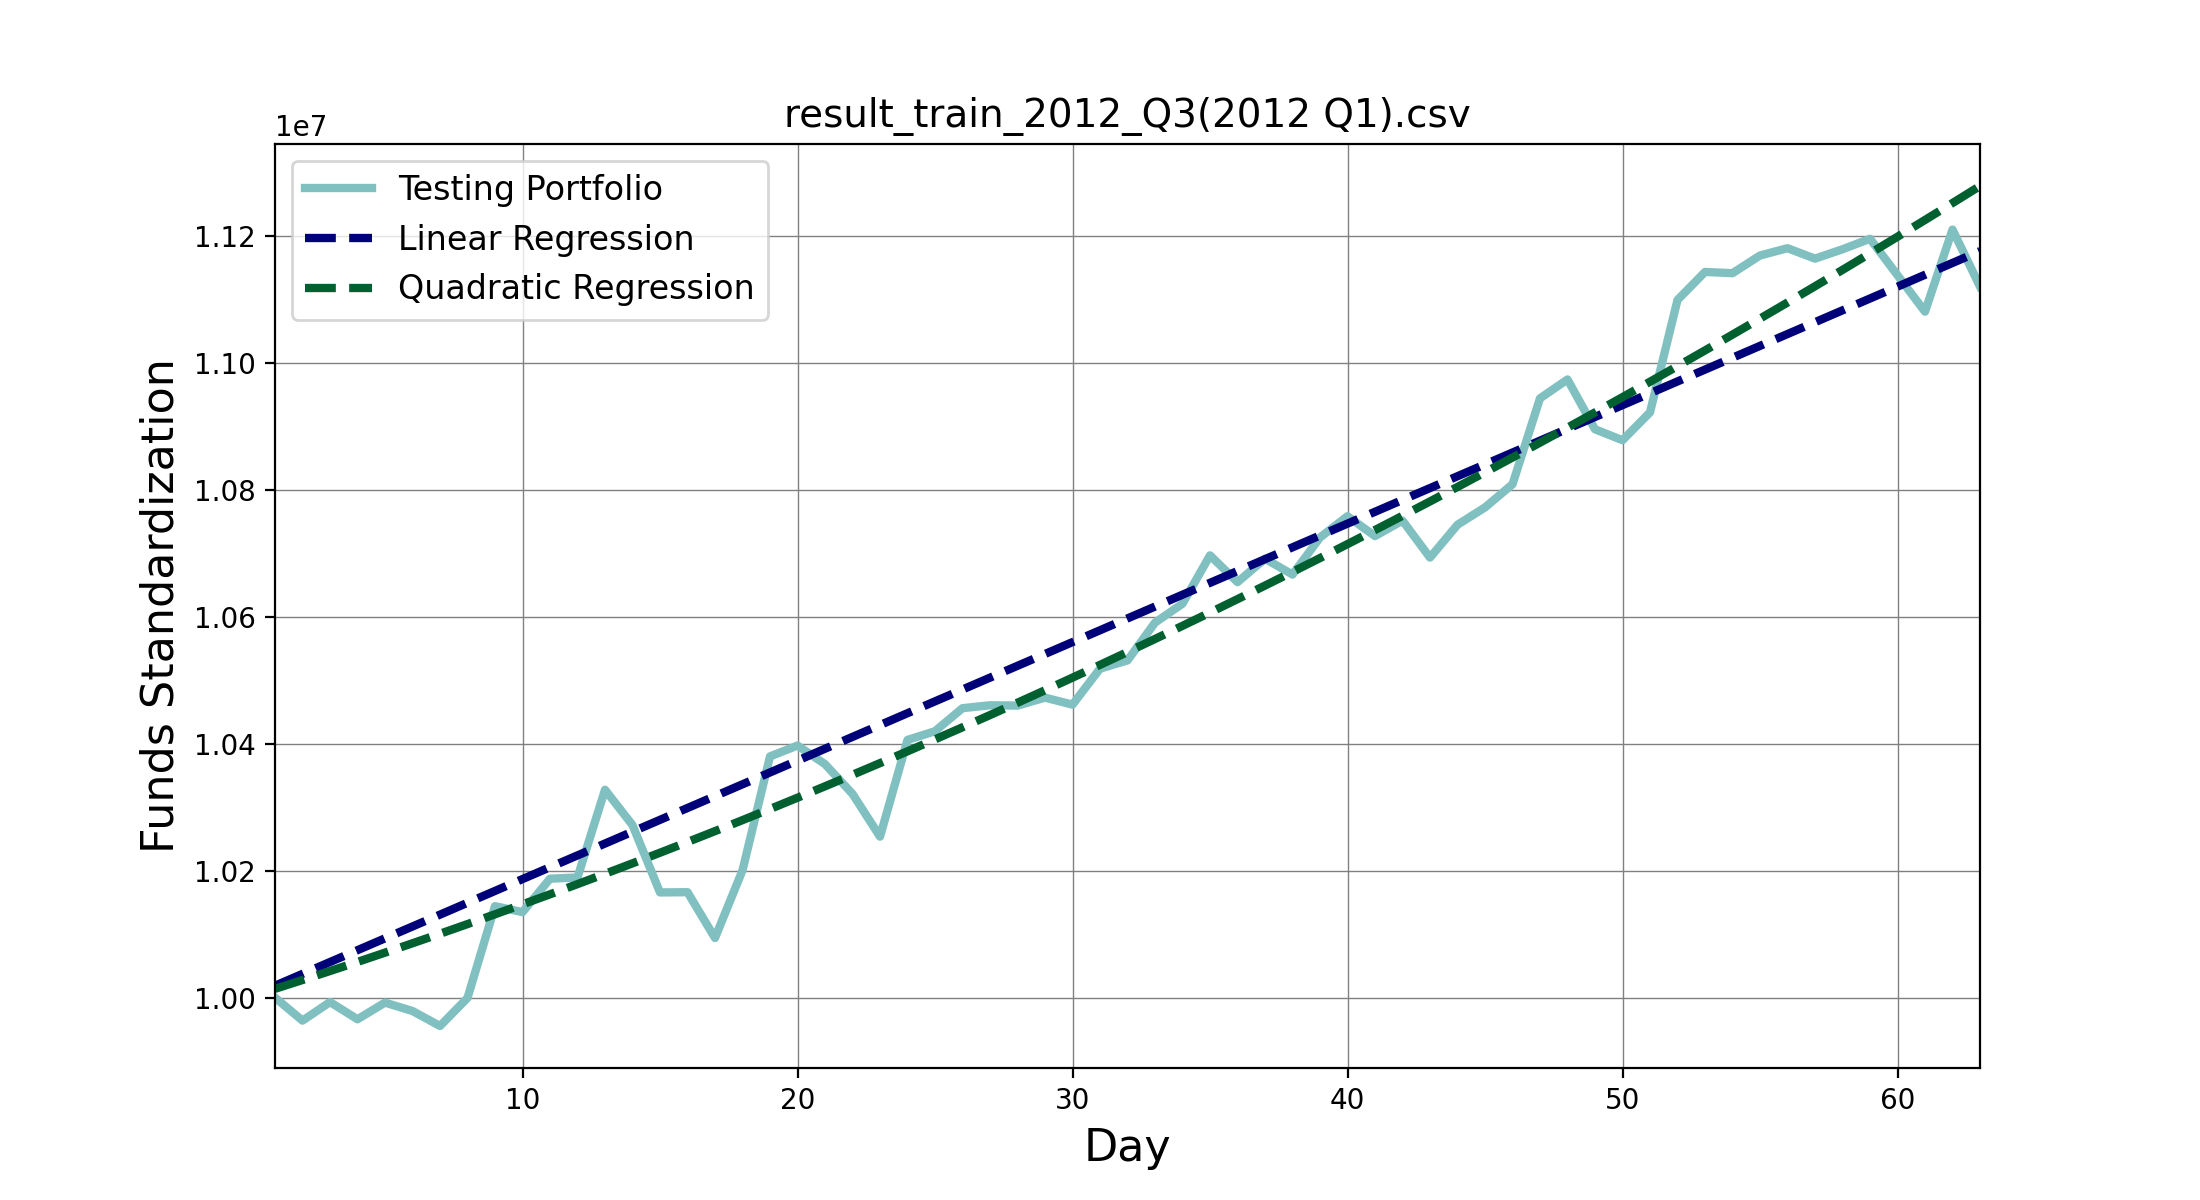 result_train_2012_Q3(2012 Q1).csv
1e7
Testing Portfolio
Linear Regression
Quadratic Regression
1.12
1.10
1.08
1.06
1.04
1.02
1.00
Funds Standardization
10 20 30 40 50 60
Day